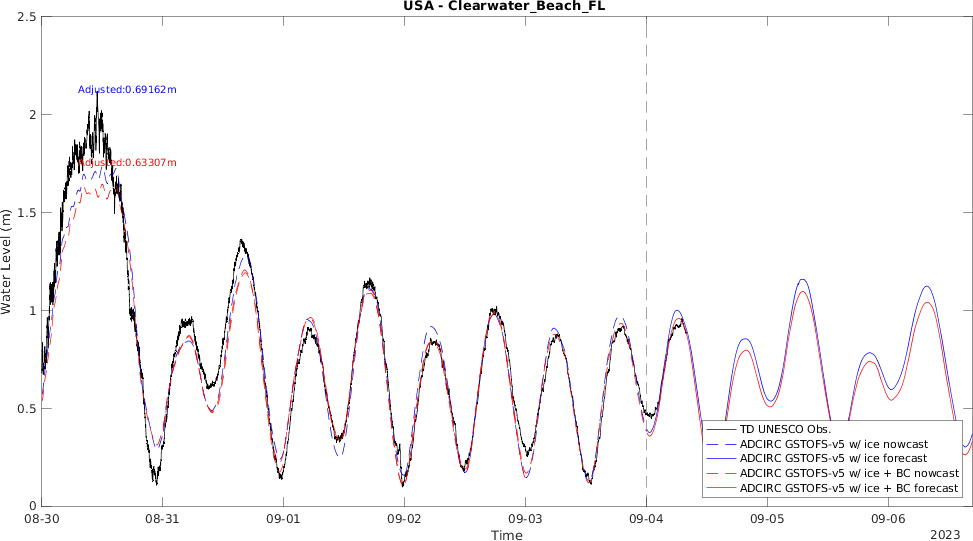 USA - Clearwater_Beach_FL
2.5
2
1.5
1
0.5
0
Water Level (m)
Adjusted:0.69162m
Adjusted:0.63307m
TD UNESCO Obs.
ADCIRC GSTOFS-v5 w/ ice nowcast
ADCIRC GSTOFS-v5 w/ ice forecast
ADCIRC GSTOFS-v5 w/ ice + BC nowcast
ADCIRC GSTOFS-v5 w/ ice + BC forecast
08-30 08-31 09-01 09-02 09-03 09-04 09-05 09-06
Time
2023